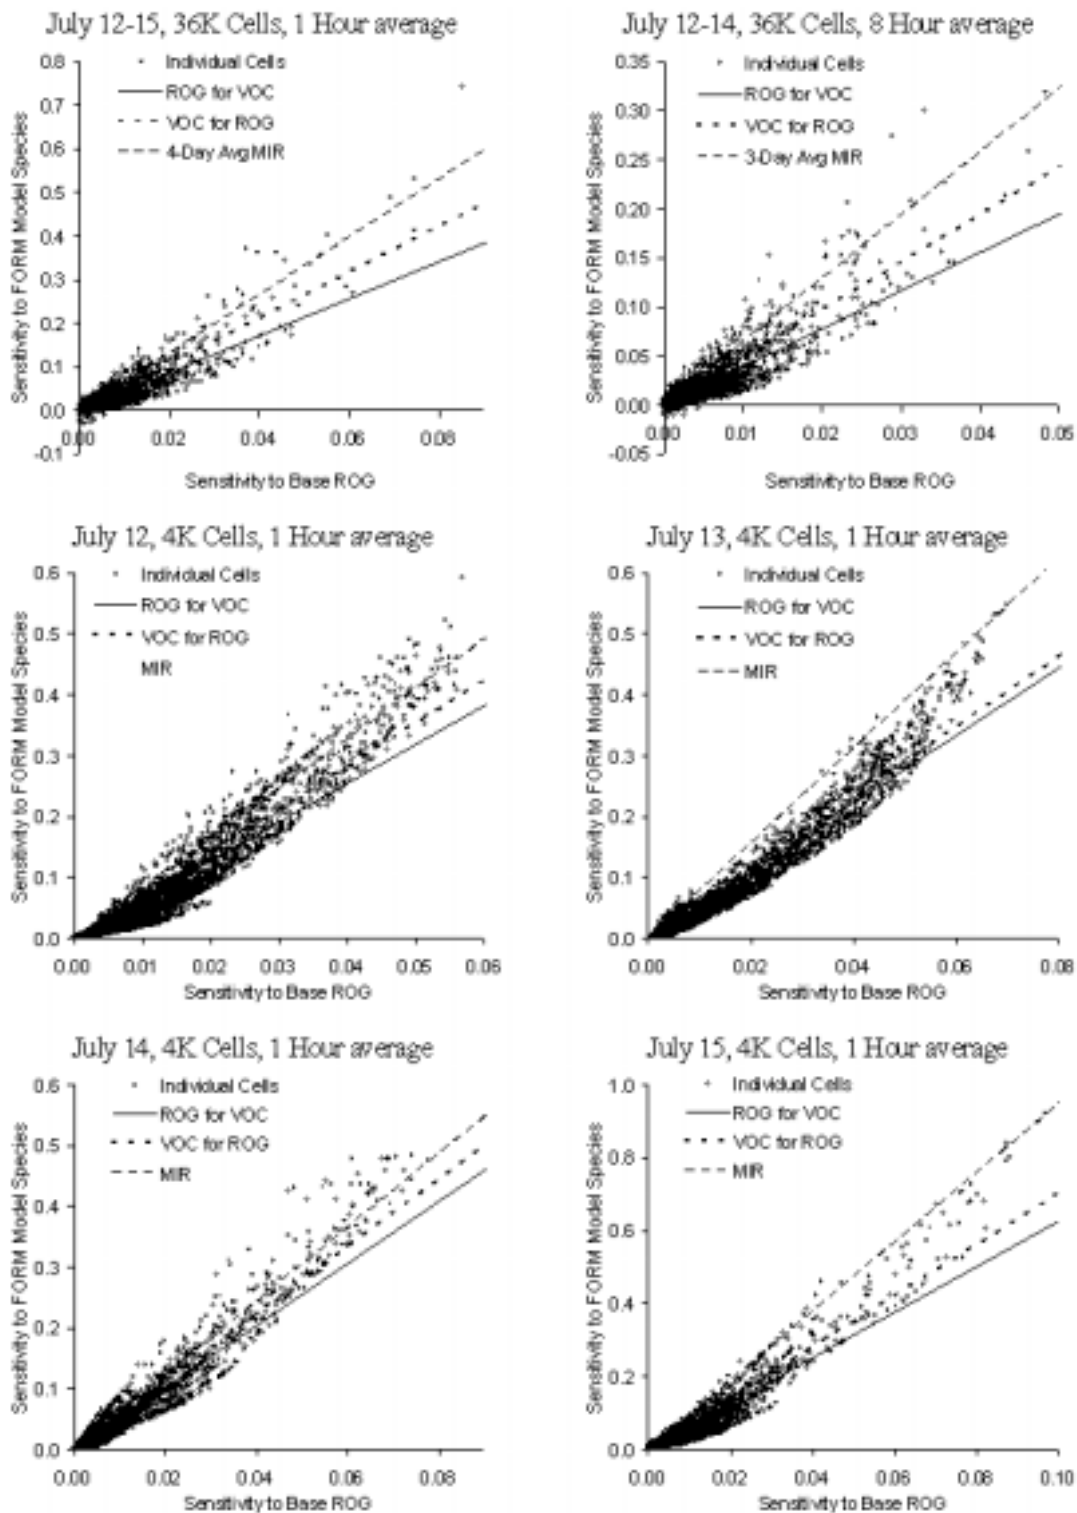 July 12-15, 36K Cells, 1 Hour average
Individual Cells
ROG for VOC
VOC for ROG
4-Day Avg MIR
Sensitivity to FORM Model Species
0.8
0.7
0.6
0.5
0.4
0.3
0.2
0.1
0.0
-0.1
0.00 0.02 0.04 0.06 0.08
Sensitivity to Base ROG
July 12-14, 36K Cells, 8 Hour average
Individual Cells
ROG for VOC
VOC for ROG
3-Day Avg MIR
Sensitivity to FORM Model Species
0.35
0.30
0.25
0.20
0.15
0.10
0.05
0.00
-0.05
0.00 0.01 0.02 0.03 0.04 0.05
Sensitivity to Base ROG
July 12, 4K Cells, 1 Hour average
Individual Cells
ROG for VOC
VOC for ROG
MIR
Sensitivity to FORM Model Species
0.6
0.5
0.4
0.3
0.2
0.1
0.0
0.00 0.01 0.02 0.03 0.04 0.05 0.06
Sensitivity to Base ROG
July 13, 4K Cells, 1 Hour average
Individual Cells
ROG for VOC
VOC for ROG
MIR
Sensitivity to FORM Model Species
0.6
0.5
0.4
0.3
0.2
0.1
0.0
0.00 0.02 0.04 0.06 0.08
Sensitivity to Base ROG
July 14, 4K Cells, 1 Hour average
Individual Cells
ROG for VOC
VOC for ROG
MIR
Sensitivity to FORM Model Species
0.6
0.5
0.4
0.3
0.2
0.1
0.0
0.00 0.02 0.04 0.06 0.08
Sensitivity to Base ROG
July 15, 4K Cells, 1 Hour average
Individual Cells
ROG for VOC
VOC for ROG
MIR
Sensitivity to FORM Model Species
1.0
0.8
0.6
0.4
0.2
0.0
0.00 0.02 0.04 0.06 0.08 0.10
Sensitivity to Base ROG